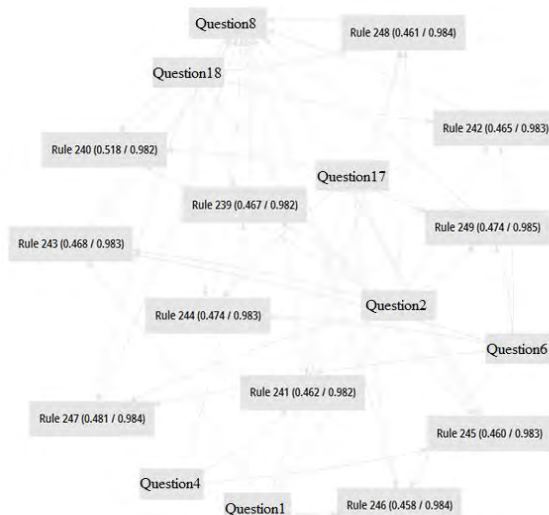 Question8
Rule 248 (0.461 / 0.984)
Question18
Rule 242 (0.465 / 0.983)
Rule 240 (0.518 / 0.982)
Question17
Rule 239 (0.467 / 0.982)
Rule 249 (0.474 / 0.985)
Rule 243 (0.468 / 0.983)
Question2
Rule 244 (0.474 / 0.983)
Question6
Rule 241 (0.462 / 0.982)
Rule 247 (0.481 / 0.984)
Rule 245 (0.460 / 0.983)
Question4
Question1
Rule 246 (0.458 / 0.984)